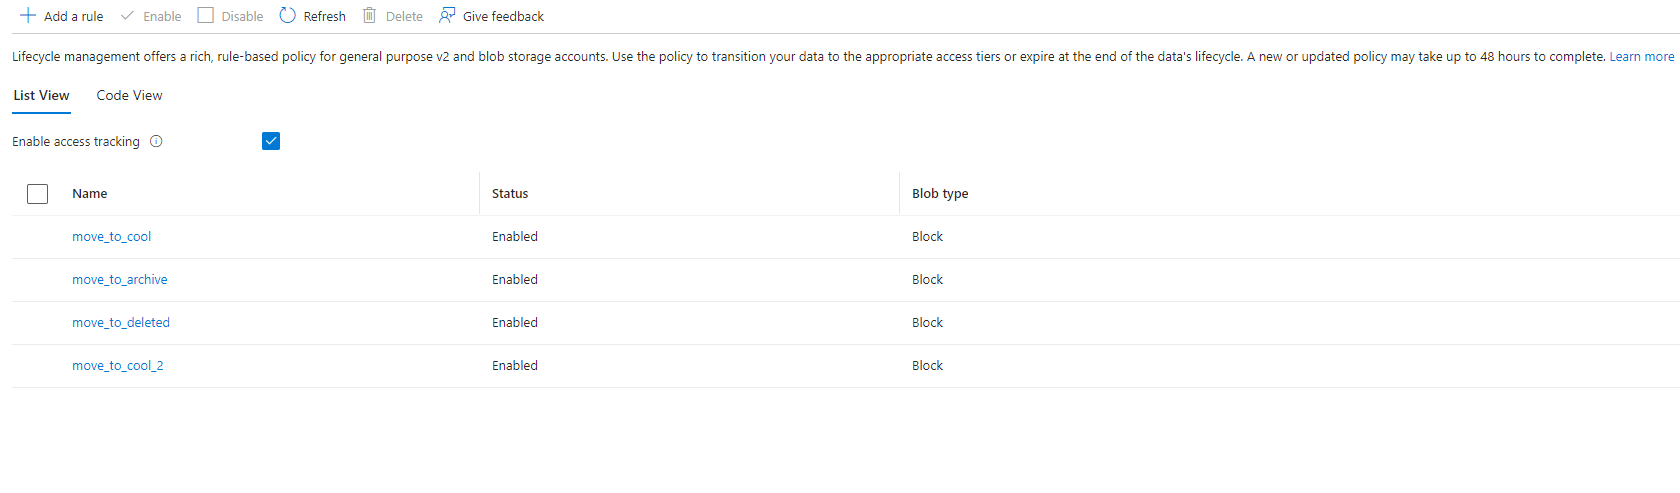 Add a rule Enable Disable Refresh Delete Give feedback
Lifecycle management offers a rich, rule-based policy for general purpose v2 and blob storage accounts. Use the policy to transition your data to the appropriate access tiers or expire at the end of the data's lifecycle. A new or updated policy may take up to 48 hours to complete. Learn more
List View Code View
Enable access tracking
Name Status Blob type
move_to_cool Enabled Block
move_to_archive Enabled Block
move_to_deleted Enabled Block
move_to_cool_2 Enabled Block